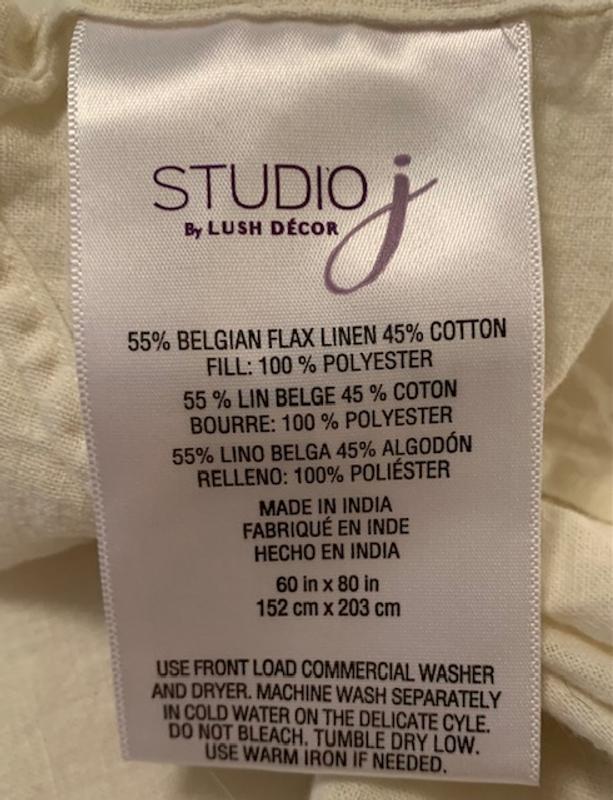 STUDIO j
By LUSH DÉCOR
55% BELGIAN FLAX LINEN 45% COTTON
FILL: 100 % POLYESTER
55 % LIN BELGE 45 % COTON
BOURRE: 100 % POLYESTER
55% LINO BELGA 45% ALGODÓN
RELLENO: 100% POLIÉSTER
MADE IN INDIA
FABRIQUÉ EN INDE
HECHO EN INDIA
60 in x 80 in
152 cm x 203 cm
USE FRONT LOAD COMMERCIAL WASHER
AND DRYER. MACHINE WASH SEPARATELY
IN COLD WATER ON THE DELICATE CYLE.
DO NOT BLEACH. TUMBLE DRY LOW.
USE WARM IRON IF NEEDED.